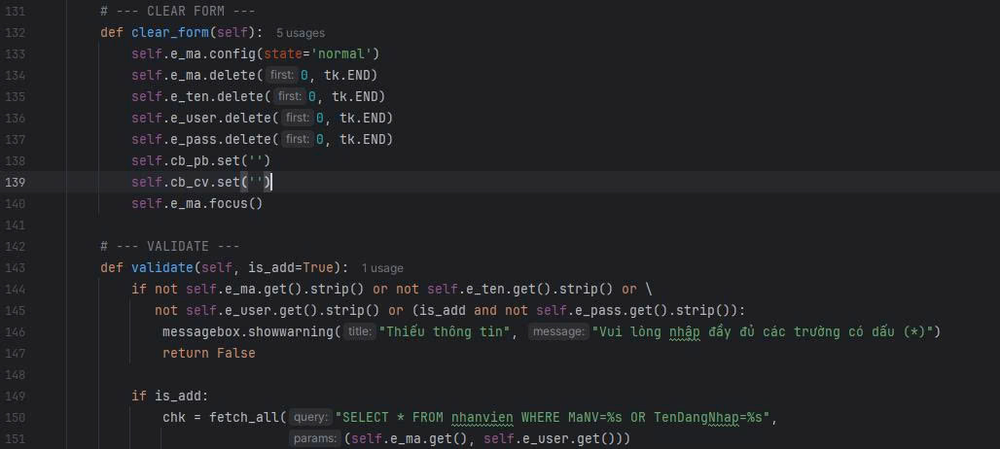 131 # --- CLEAR FORM ---
132 def clear_form(self): 5 usages
133 self.e_ma.config(state='normal')
134 self.e_ma.delete(first: 0, tk.END)
135 self.e_ten.delete(first: 0, tk.END)
136 self.e_user.delete(first: 0, tk.END)
137 self.e_pass.delete(first: 0, tk.END)
138 self.cb_pb.set('')
139 self.cb_cv.set('')
140 self.e_ma.focus()
141
142 # --- VALIDATE ---
143 def validate(self, is_add=True): 1 usage
144 if not self.e_ma.get().strip() or not self.e_ten.get().strip() or \
145 not self.e_user.get().strip() or (is_add and not self.e_pass.get().strip()):
146 messagebox.showwarning(title: "Thiếu thông tin", message: "Vui lòng nhập đầy đủ các trường có dấu (*)")
147 return False
148
149 if is_add:
150 chk = fetch_all(query: "SELECT * FROM nhanvien WHERE MaNV=%s OR TenDangNhap=%s",
151 params: (self.e_ma.get(), self.e_user.get()))